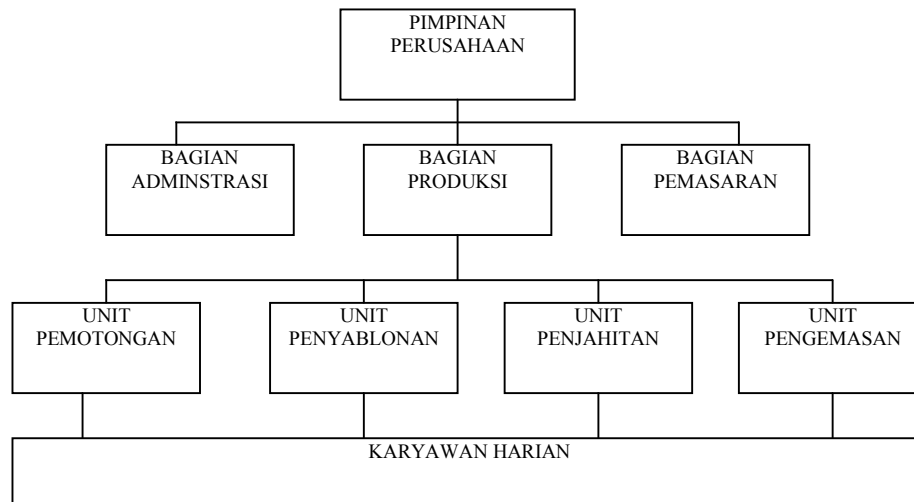 PIMPINAN
PERUSAHAAN
BAGIAN
ADMINSTRASI
BAGIAN
PRODUKSI
BAGIAN
PEMASARAN
UNIT
PEMOTONGAN
UNIT
PENYABLONAN
UNIT
PENJAHITAN
UNIT
PENGEMASAN
KARYAWAN HARIAN